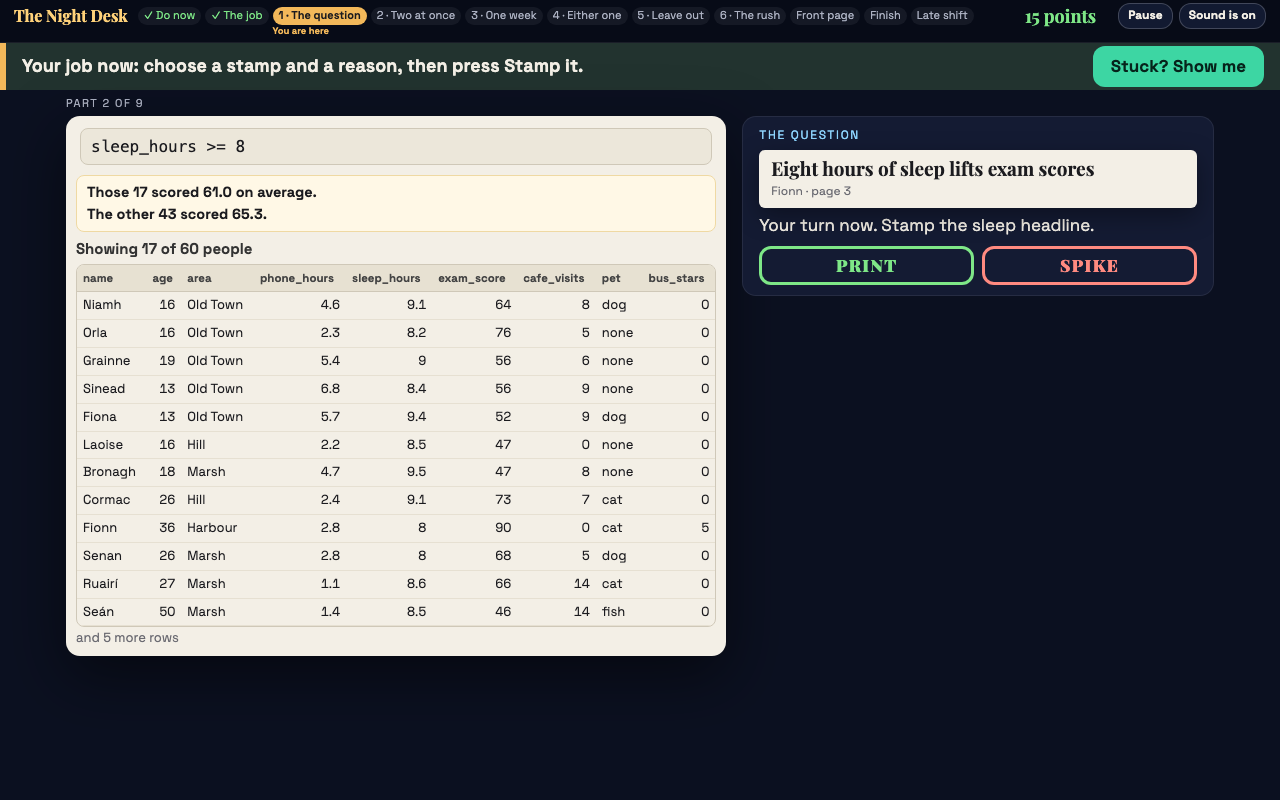 The Night Desk ✓ Do now ✓ The job 1 · The question 2 · Two at once 3 · One week 4 · Either one 5 · Leave out 6 · The rush Front page Finish Late shift 15 points Pause Sound is on
You are here
Your job now: choose a stamp and a reason, then press Stamp it. Stuck? Show me
PART 2 OF 9
sleep_hours >= 8
Those 17 scored 61.0 on average.
The other 43 scored 65.3.
Showing 17 of 60 people
name age area phone_hours sleep_hours exam_score cafe_visits pet bus_stars
Niamh 16 Old Town 4.6 9.1 64 8 dog 0
Orla 16 Old Town 2.3 8.2 76 5 none 0
Grainne 19 Old Town 5.4 9 56 6 none 0
Sinead 13 Old Town 6.8 8.4 56 9 none 0
Fiona 13 Old Town 5.7 9.4 52 9 dog 0
Laoise 16 Hill 2.2 8.5 47 0 none 0
Bronagh 18 Marsh 4.7 9.5 47 8 none 0
Cormac 26 Hill 2.4 9.1 73 7 cat 0
Fionn 36 Harbour 2.8 8 90 0 cat 5
Senan 26 Marsh 2.8 8 68 5 dog 0
Ruairí 27 Marsh 1.1 8.6 66 14 cat 0
Seán 50 Marsh 1.4 8.5 46 14 fish 0
and 5 more rows
THE QUESTION
Eight hours of sleep lifts exam scores
Fionn · page 3
Your turn now. Stamp the sleep headline.
PRINT SPIKE